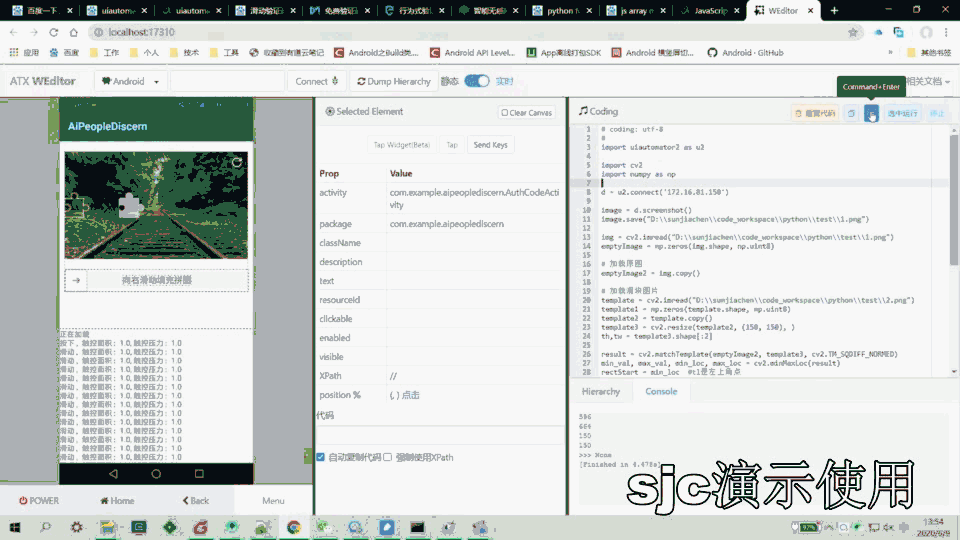 百度一下
uiautomat
uiautomat
滑动验证
免费验证
行为式验
智能无感
python f
js array r
JavaScrip
WEditor
localhost:17310
应用 百度 工作 个人 技术 工具 收藏到有道云笔记 Android之Build类... Android API Level... App离线打包SDK Android 横竖屏切... Android · GitHub 其他书签
ATX WEditor Android Connect Dump Hierarchy 静态 实时 相关文档
Command+Enter
AiPeopleDiscern
向右滑动填充拼图
正在加载
按下，触控面积：1.0，触控压力：1.0
滑动，触控面积：1.0，触控压力：1.0
滑动，触控面积：1.0，触控压力：1.0
滑动，触控面积：1.0，触控压力：1.0
滑动，触控面积：1.0，触控压力：1.0
滑动，触控面积：1.0，触控压力：1.0
滑动，触控面积：1.0，触控压力：1.0
滑动，触控面积：1.0，触控压力：1.0
滑动，触控面积：1.0，触控压力：1.0
滑动，触控面积：1.0，触控压力：1.0
滑动，触控面积：1.0，触控压力：1.0
滑动，触控面积：1.0，触控压力：1.0
滑动，触控面积：1.0，触控压力：1.0
滑动，触控面积：1.0，触控压力：1.0
POWER Home Back Menu
Selected Element Clear Canvas
Tap Widget(Beta) Tap Send Keys
Prop Value
activity com.example.aipeoplediscern.AuthCodeActi
vity
package com.example.aipeoplediscern
className
description
text
resourceId
clickable
enabled
visible
XPath //
position % (, ) 点击
代码
自动复制代码 强制使用XPath
Coding 重置代码 选中运行 停止
1 # coding: utf-8
2 #
3 import uiautomator2 as u2
4
5 import cv2
6 import numpy as np
7
8 d = u2.connect('172.16.81.150')
9
10 image = d.screenshot()
11 image.save("D:\\sunjiachen\\code_workspace\\python\\test\\1.png")
12
13 img = cv2.imread("D:\\sunjiachen\\code_workspace\\python\\test\\1.png")
14 emptyImage = np.zeros(img.shape, np.uint8)
15
16 # 加载原图
17 emptyImage2 = img.copy()
18
19 # 加载滑块图片
20 template = cv2.imread("D:\\sunjiachen\\code_workspace\\python\\test\\2.png")
21 template1 = np.zeros(template.shape, np.uint8)
22 template2 = template.copy()
23 template3 = cv2.resize(template2, (150, 150), )
24 th,tw = template3.shape[:2]
25
26 result = cv2.matchTemplate(emptyImage2, template3, cv2.TM_SQDIFF_NORMED)
27 min_val, max_val, min_loc, max_loc = cv2.minMaxLoc(result)
28 rectStart = min_loc #tl是左上角点
Hierarchy Console
664
150
150
>>> None
[Finished in 4.478s]
sjc演示使用
97%
13:54
2020/6/9